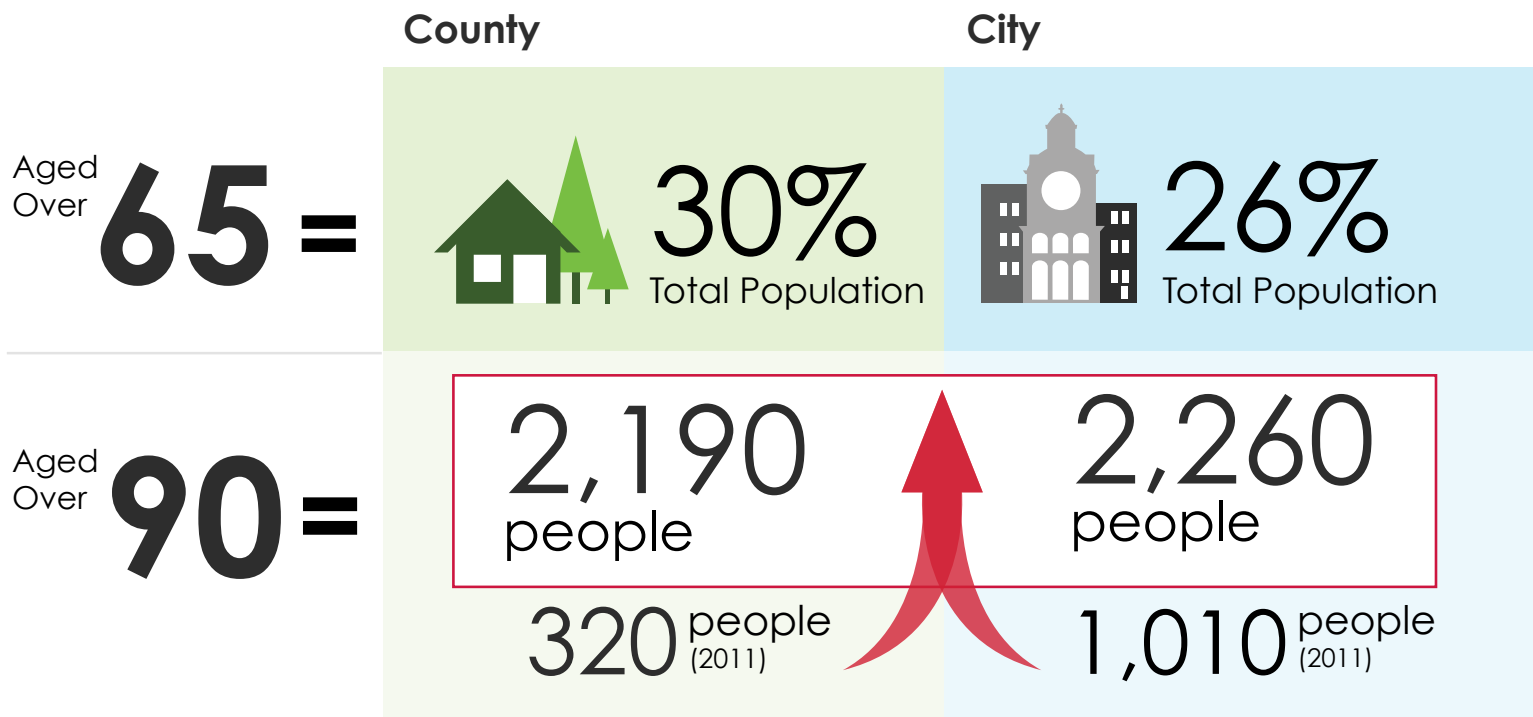 County
City
Aged
Over
65 =
30%
Total Population
26%
Total Population
Aged
Over
90 =
2,190
people
2,260
people
320 people
(2011)
1,010 people
(2011)